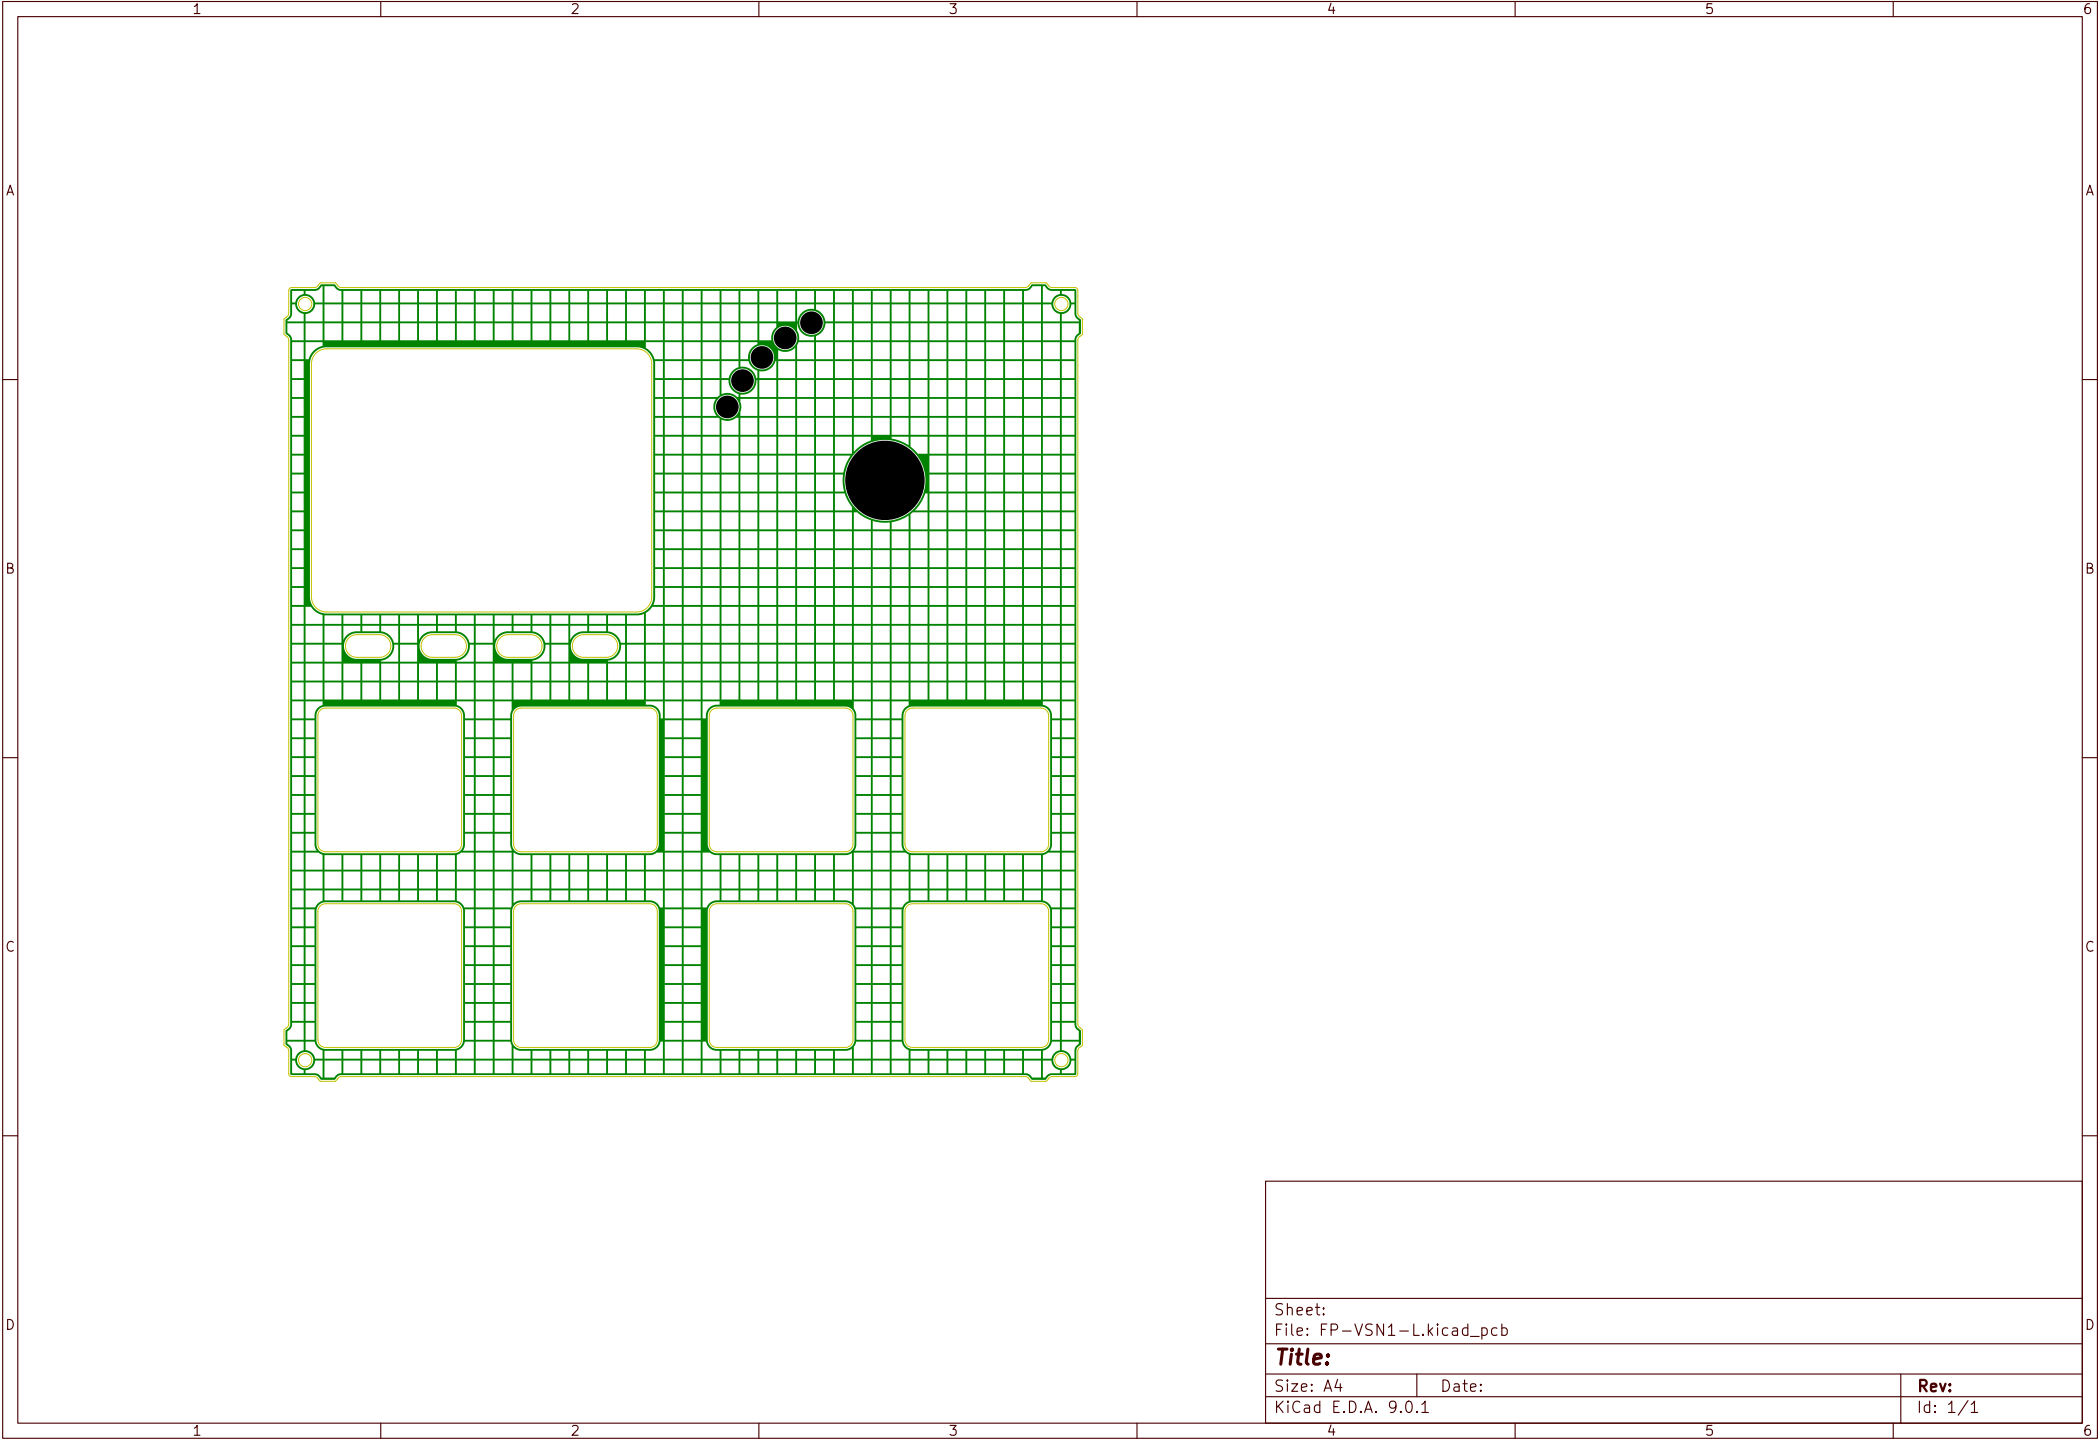 1 2 3 4 5 6
A A
B B
C C
D D
Sheet:
File: FP-VSN1-L.kicad_pcb
Title:
Size: A4 Date: Rev:
KiCad E.D.A. 9.0.1 Id: 1/1
1 2 3 4 5 6